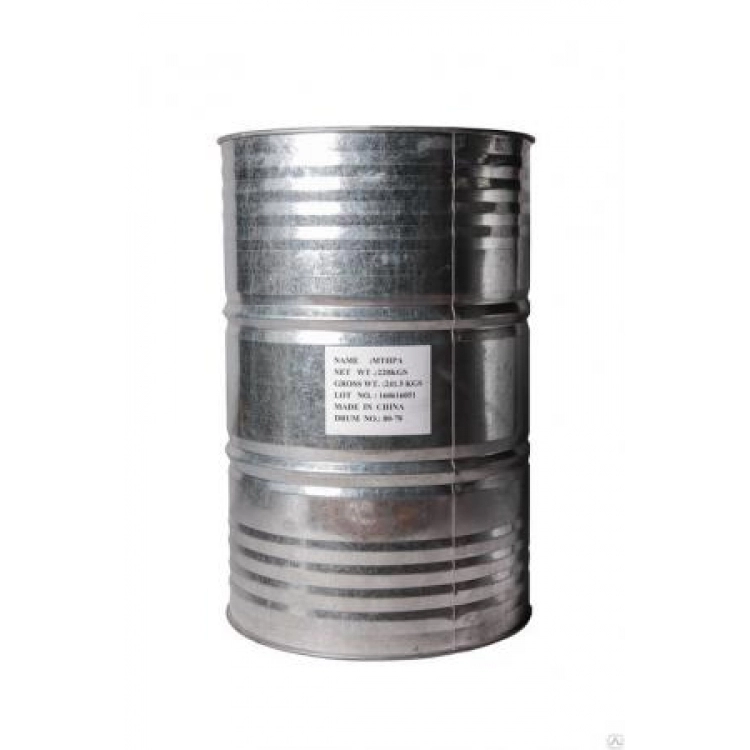 NAME :MTHPA
NET WT .:220KGS
GROSS WT. :241.5 KGS
LOT NO. : 160616051
MADE IN CHINA
DRUM NO.: 80-70